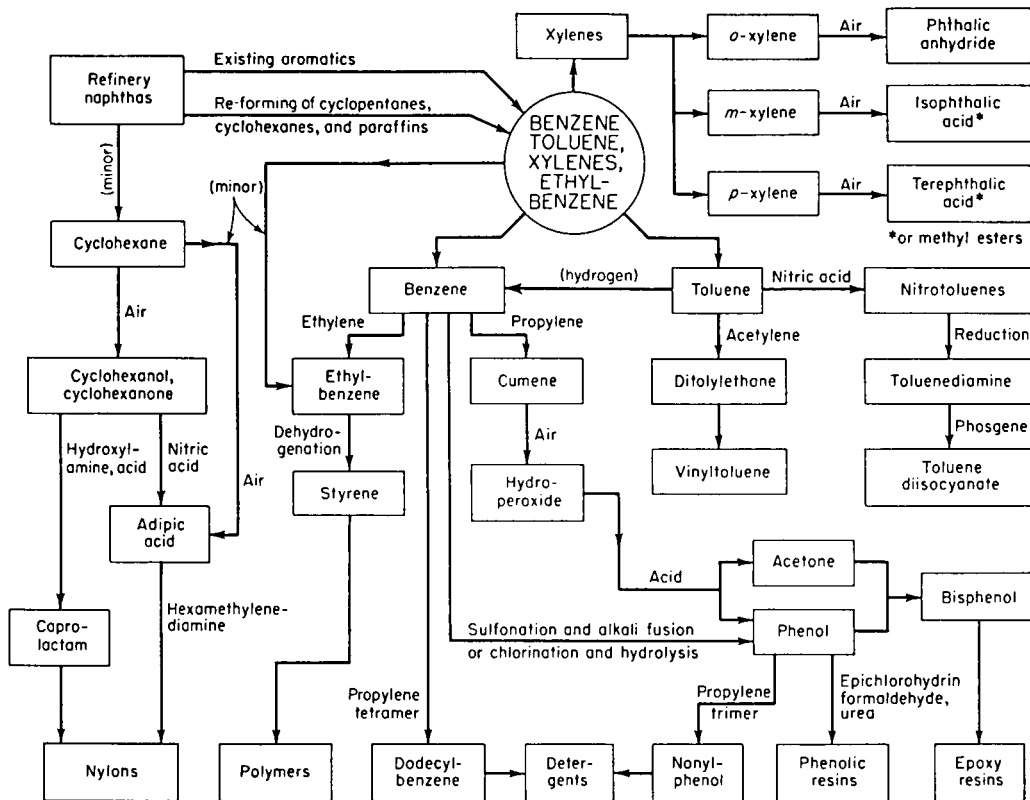 Xylenes
o-xylene
Air
Phthalic
anhydride
Refinery
naphthas
Existing aromatics
Re-forming of cyclopentanes,
cyclohexanes, and paraffins
BENZENE
TOLUENE,
XYLENES,
ETHYL-
BENZENE
m-xylene
Air
Isophthalic
acid*
p-xylene
Air
Terephthalic
acid*
*or methyl esters
(minor)
(minor)
Cyclohexane
Benzene
(hydrogen)
Toluene
Nitric acid
Nitrotoluenes
Air
Ethylene
Propylene
Acetylene
Reduction
Cyclohexanol,
cyclohexanone
Ethyl-
benzene
Cumene
Ditolylethane
Toluenediamine
Hydroxyl-
amine, acid
Nitric
acid
Air
Dehydro-
genation
Air
Phosgene
Styrene
Hydro-
peroxide
Vinyltoluene
Toluene
diisocyanate
Adipic
acid
Acid
Acetone
Bisphenol
Capro-
lactam
Hexamethylene-
diamine
Sulfonation and alkali fusion
or chlorination and hydrolysis
Phenol
Propylene
tetramer
Propylene
trimer
Epichlorohydrin
formaldehyde,
urea
Nylons
Polymers
Dodecyl-
benzene
Deter-
gents
Nonyl-
phenol
Phenolic
resins
Epoxy
resins